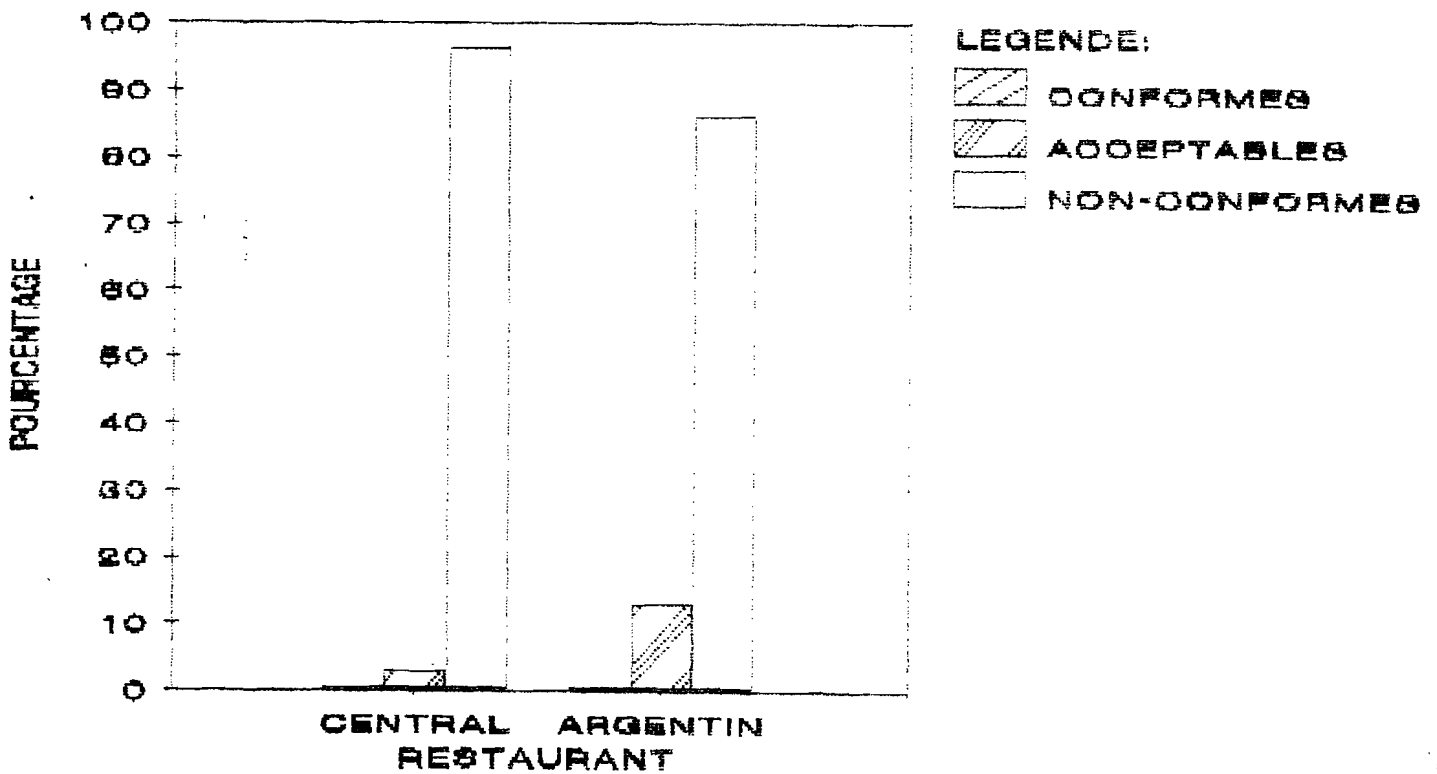 POURCENTAGE
100
90
80
70
60
50
40
30
20
10
0
CENTRAL ARGENTIN
RESTAURANT
LEGENDE:
CONFORMES
ACCEPTABLES
NON-CONFORMES